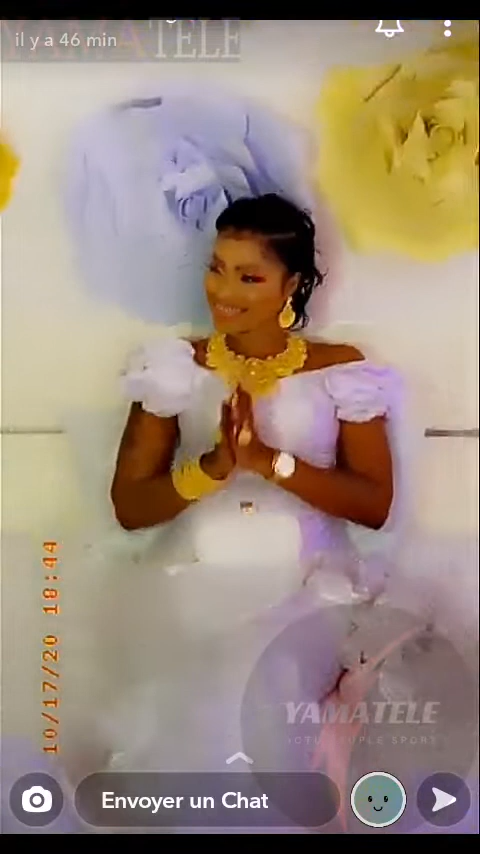 YAMATELE
il y a 46 min
10/17/20 18:44
YAMATELE
Envoyer un Chat